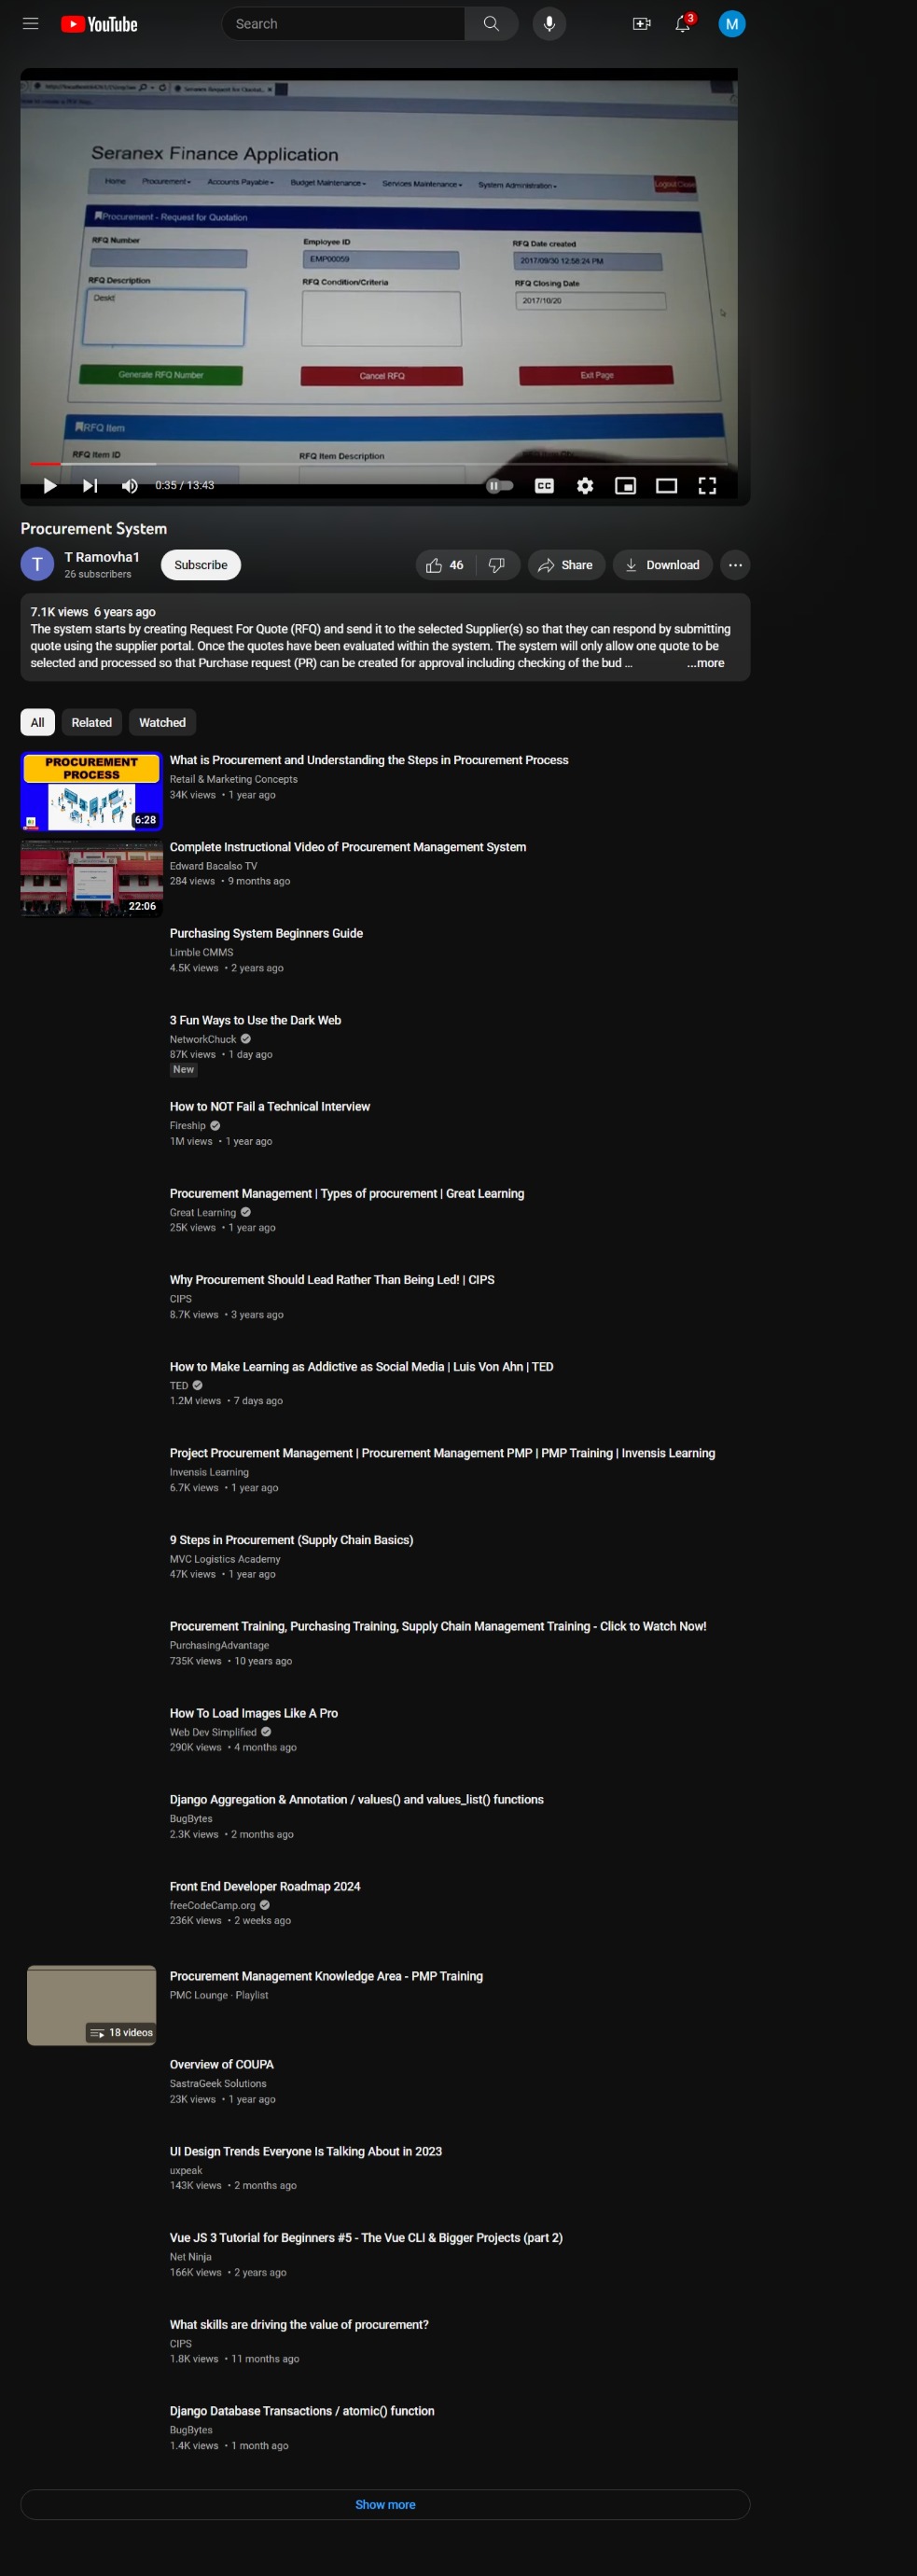 YouTube
Search
3
M
Seranex Finance Application
Home Procurement Accounts Payable Budget Maintenance Services Maintenance System Administration
Procurement - Request for Quotation
RFQ Number Employee ID RFQ Date created
EMP00059 2017/09/30 12:58:24 PM
RFQ Description RFQ Condition/Criteria RFQ Closing Date
2017/10/20
Generate RFQ Number Cancel RFQ Exit Page
RFQ Item
RFQ Item ID RFQ Item Description
CC
0:35 / 13:43
Procurement System
T
T Ramovha1
26 subscribers
Subscribe
46
Share
Download
7.1K views 6 years ago
The system starts by creating Request For Quote (RFQ) and send it to the selected Supplier(s) so that they can respond by submitting
quote using the supplier portal. Once the quotes have been evaluated within the system. The system will only allow one quote to be
selected and processed so that Purchase request (PR) can be created for approval including checking of the bud ... ...more
All Related Watched
PROCUREMENT
PROCESS
6:28
What is Procurement and Understanding the Steps in Procurement Process
Retail & Marketing Concepts
34K views • 1 year ago
22:06
Complete Instructional Video of Procurement Management System
Edward Bacalso TV
284 views • 9 months ago
Purchasing System Beginners Guide
Limble CMMS
4.5K views • 2 years ago
3 Fun Ways to Use the Dark Web
NetworkChuck
87K views • 1 day ago
New
How to NOT Fail a Technical Interview
Fireship
1M views • 1 year ago
Procurement Management | Types of procurement | Great Learning
Great Learning
25K views • 1 year ago
Why Procurement Should Lead Rather Than Being Led! | CIPS
CIPS
8.7K views • 3 years ago
How to Make Learning as Addictive as Social Media | Luis Von Ahn | TED
TED
1.2M views • 7 days ago
Project Procurement Management | Procurement Management PMP | PMP Training | Invensis Learning
Invensis Learning
6.7K views • 1 year ago
9 Steps in Procurement (Supply Chain Basics)
MVC Logistics Academy
47K views • 1 year ago
Procurement Training, Purchasing Training, Supply Chain Management Training - Click to Watch Now!
PurchasingAdvantage
735K views • 10 years ago
How To Load Images Like A Pro
Web Dev Simplified
290K views • 4 months ago
Django Aggregation & Annotation / values() and values_list() functions
BugBytes
2.3K views • 2 months ago
Front End Developer Roadmap 2024
freeCodeCamp.org
236K views • 2 weeks ago
18 videos
Procurement Management Knowledge Area - PMP Training
PMC Lounge · Playlist
Overview of COUPA
SastraGeek Solutions
23K views • 1 year ago
UI Design Trends Everyone Is Talking About in 2023
uxpeak
143K views • 2 months ago
Vue JS 3 Tutorial for Beginners #5 - The Vue CLI & Bigger Projects (part 2)
Net Ninja
166K views • 2 years ago
What skills are driving the value of procurement?
CIPS
1.8K views • 11 months ago
Django Database Transactions / atomic() function
BugBytes
1.4K views • 1 month ago
Show more